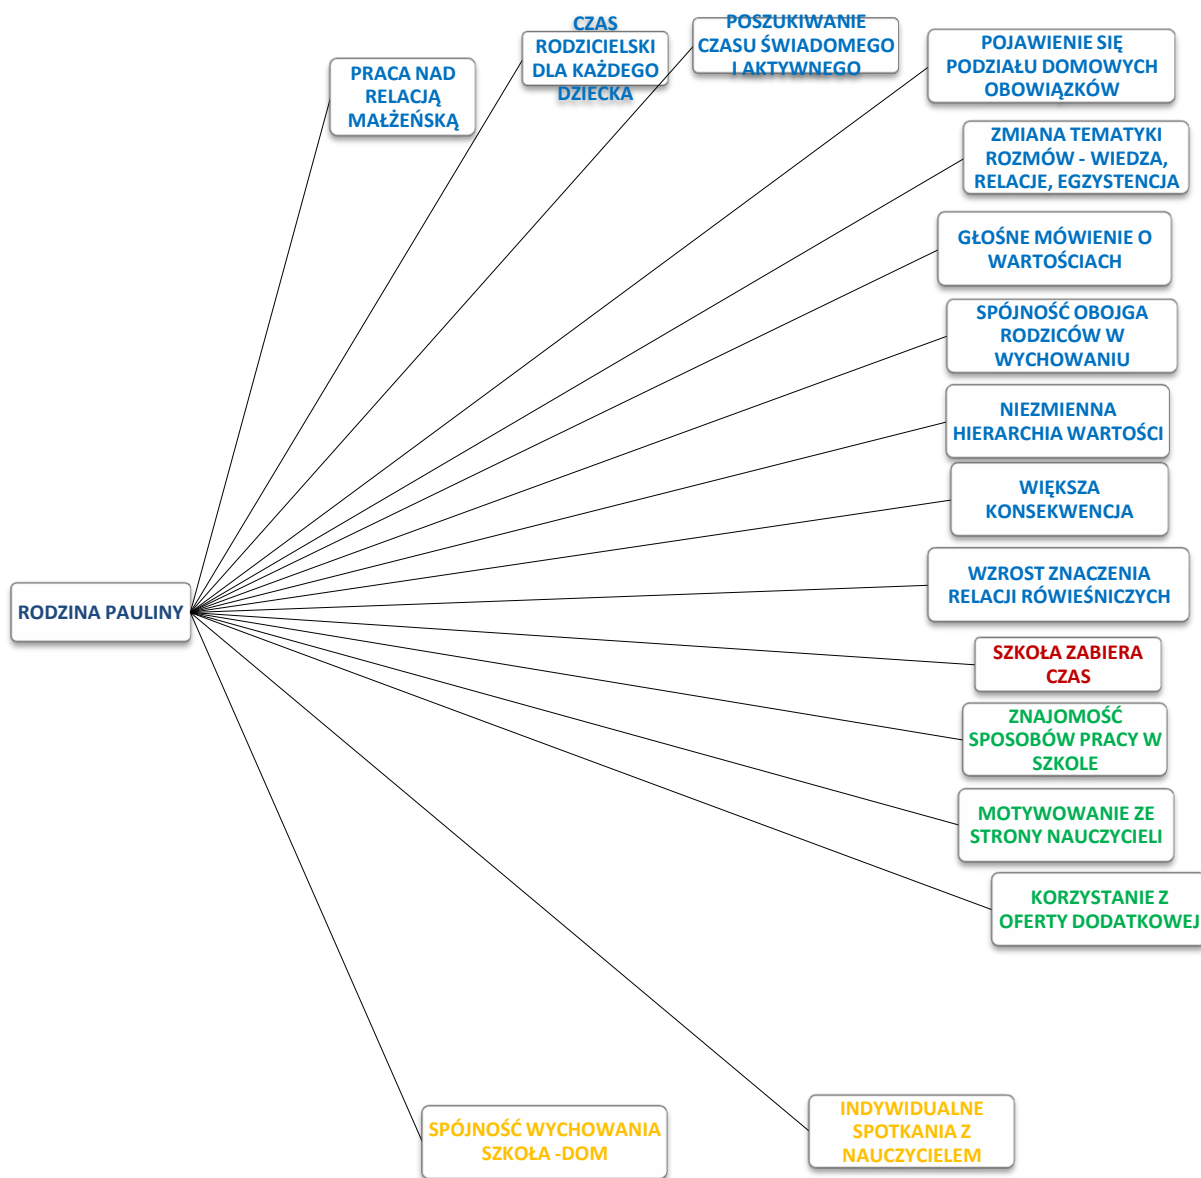 CZAS
RODZICIELSKI
DLA KAŻDEGO
DZIECKA
POSZUKIWANIE
CZASU ŚWIADOMEGO
I AKTYWNEGO
POJAWIENIE SIĘ
PODZIAŁU DOMOWYCH
OBOWIĄZKÓW
PRACA NAD
RELACJĄ
MAŁŻEŃSKĄ
ZMIANA TEMATYKI
ROZMÓW - WIEDZA,
RELACJE, EGZYSTENCJA
GŁOŚNE MÓWIENIE O
WARTOŚCIACH
SPÓJNOŚĆ OBOJGA
RODZICÓW W
WYCHOWANIU
NIEZMIENNA
HIERARCHIA WARTOŚCI
WIĘKSZA
KONSEKWENCJA
WZROST ZNACZENIA
RELACJI RÓWIEŚNICZYCH
RODZINA PAULINY
SZKOŁA ZABIERA
CZAS
ZNAJOMOŚĆ
SPOSOBÓW PRACY W
SZKOLE
MOTYWOWANIE ZE
STRONY NAUCZYCIELI
KORZYSTANIE Z
OFERTY DODATKOWEJ
SPÓJNOŚĆ WYCHOWANIA
SZKOŁA -DOM
INDYWIDUALNE
SPOTKANIA Z
NAUCZYCIELEM